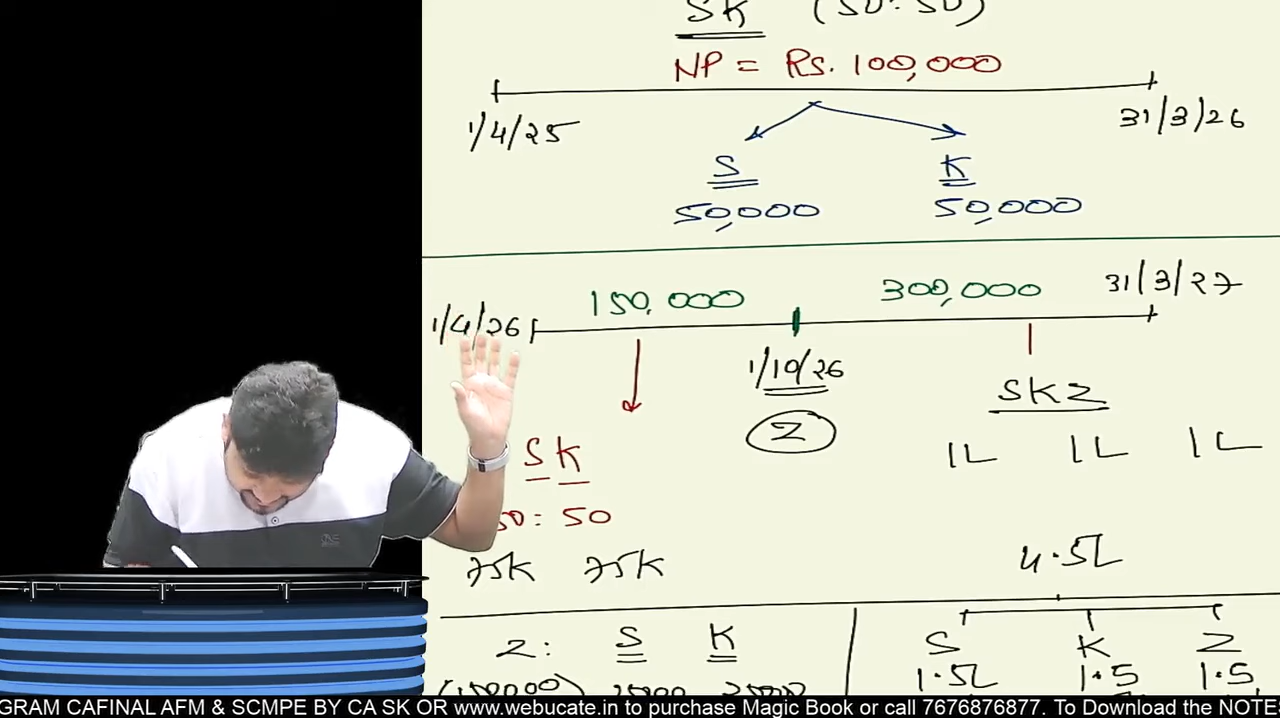 SK (50:50)
NP = Rs. 100,000
1/4/25
31/3/26
S K
50,000 50,000
150,000 300,000 31/3/27
1/4/26
1/10/26
SKZ
Z
SK
1L 1L 1L
50:50
75K 75K
4.5L
Z: S K
S K Z
1.5L 1.5 1.5
GRAM CAFINAL AFM & SCMPE BY CA SK OR www.webucate.in to purchase Magic Book or call 7676876877. To Download the NOTE